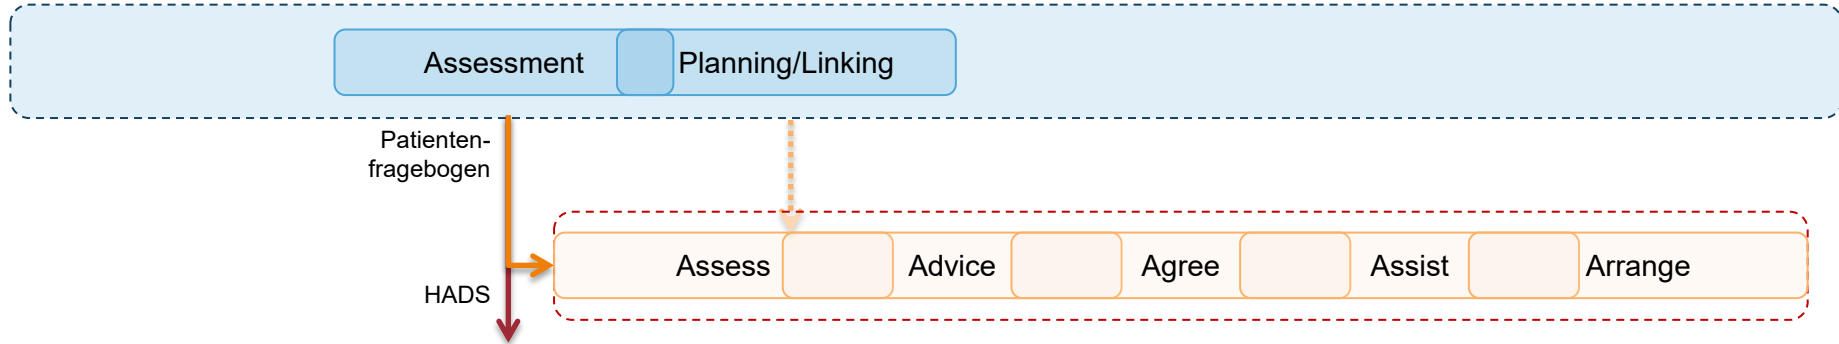 Assessment
Planning/Linking
Patienten-
fragebogen
Assess
Advice
Agree
Assist
Arrange
HADS